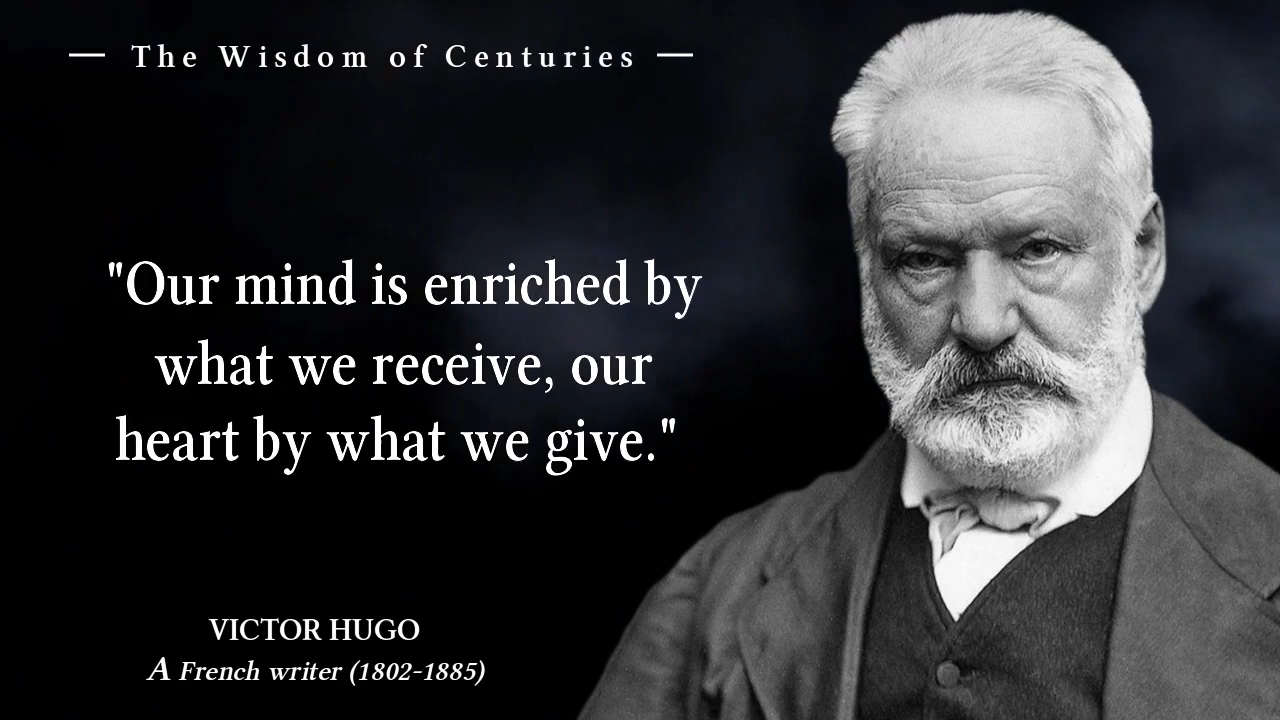 — The Wisdom of Centuries —
"Our mind is enriched by
what we receive, our
heart by what we give."
VICTOR HUGO
A French writer (1802-1885)